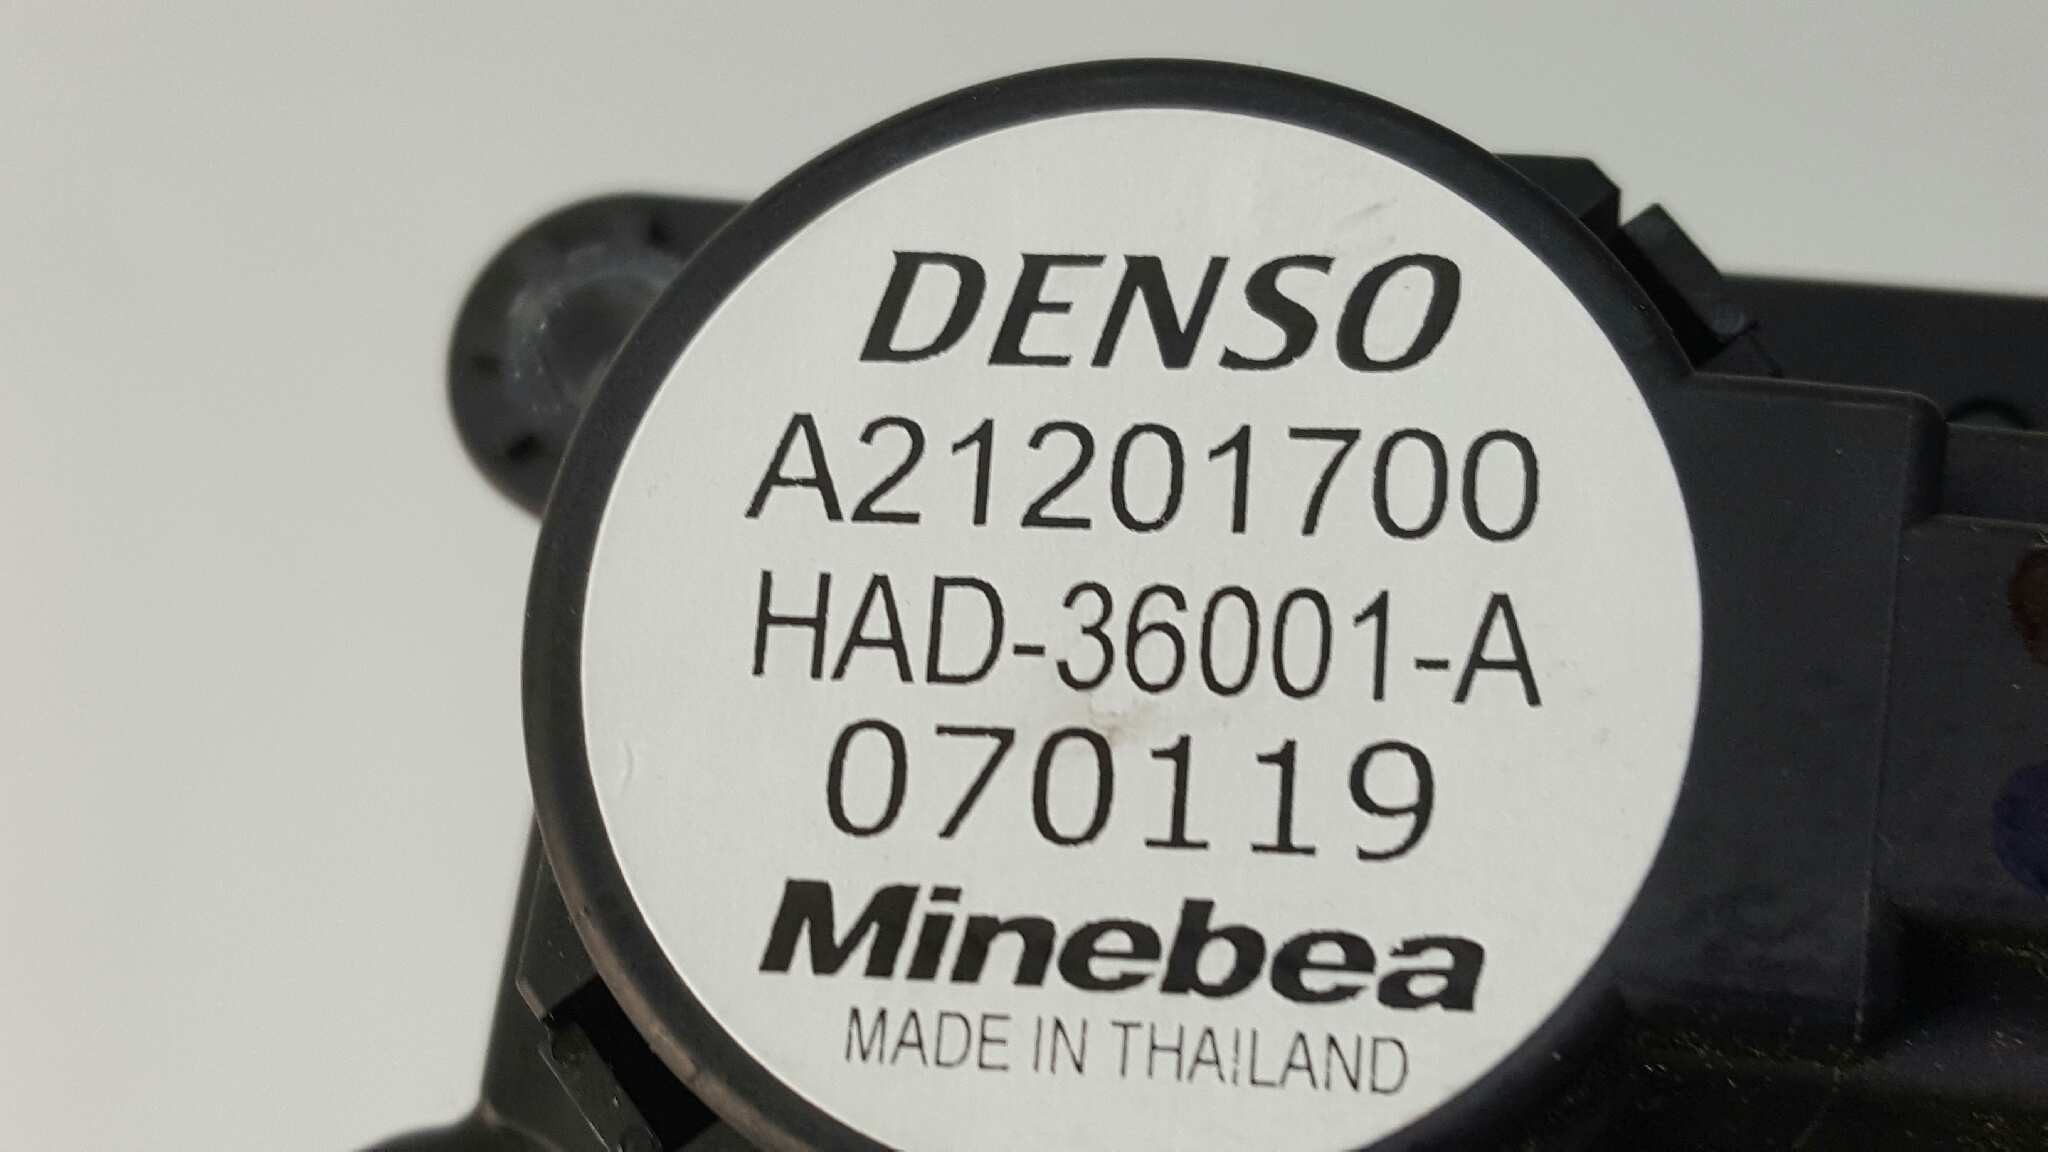 DENSO
A21201700
HAD-36001-A
070119
Minebea
MADE IN THAILAND